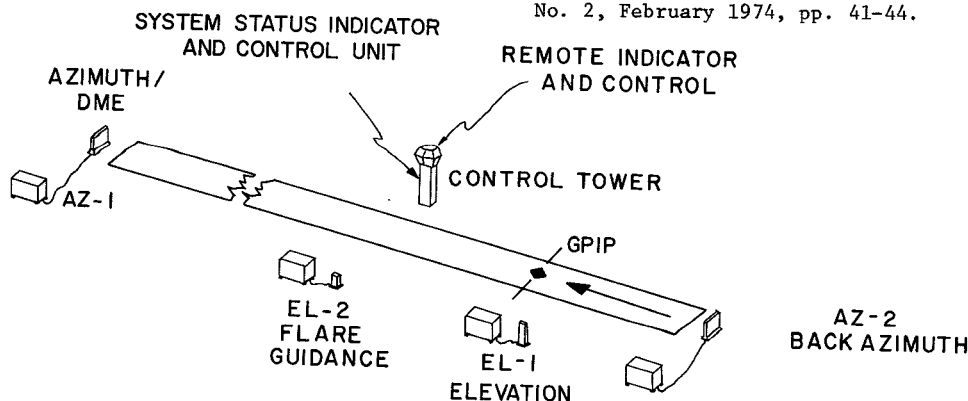 No. 2, February 1974, pp. 41-44.
SYSTEM STATUS INDICATOR
AND CONTROL UNIT
REMOTE INDICATOR
AND CONTROL
AZIMUTH/
DME
CONTROL TOWER
AZ-1
GPIP
EL-2
FLARE
GUIDANCE
EL-1
ELEVATION
AZ-2
BACK AZIMUTH